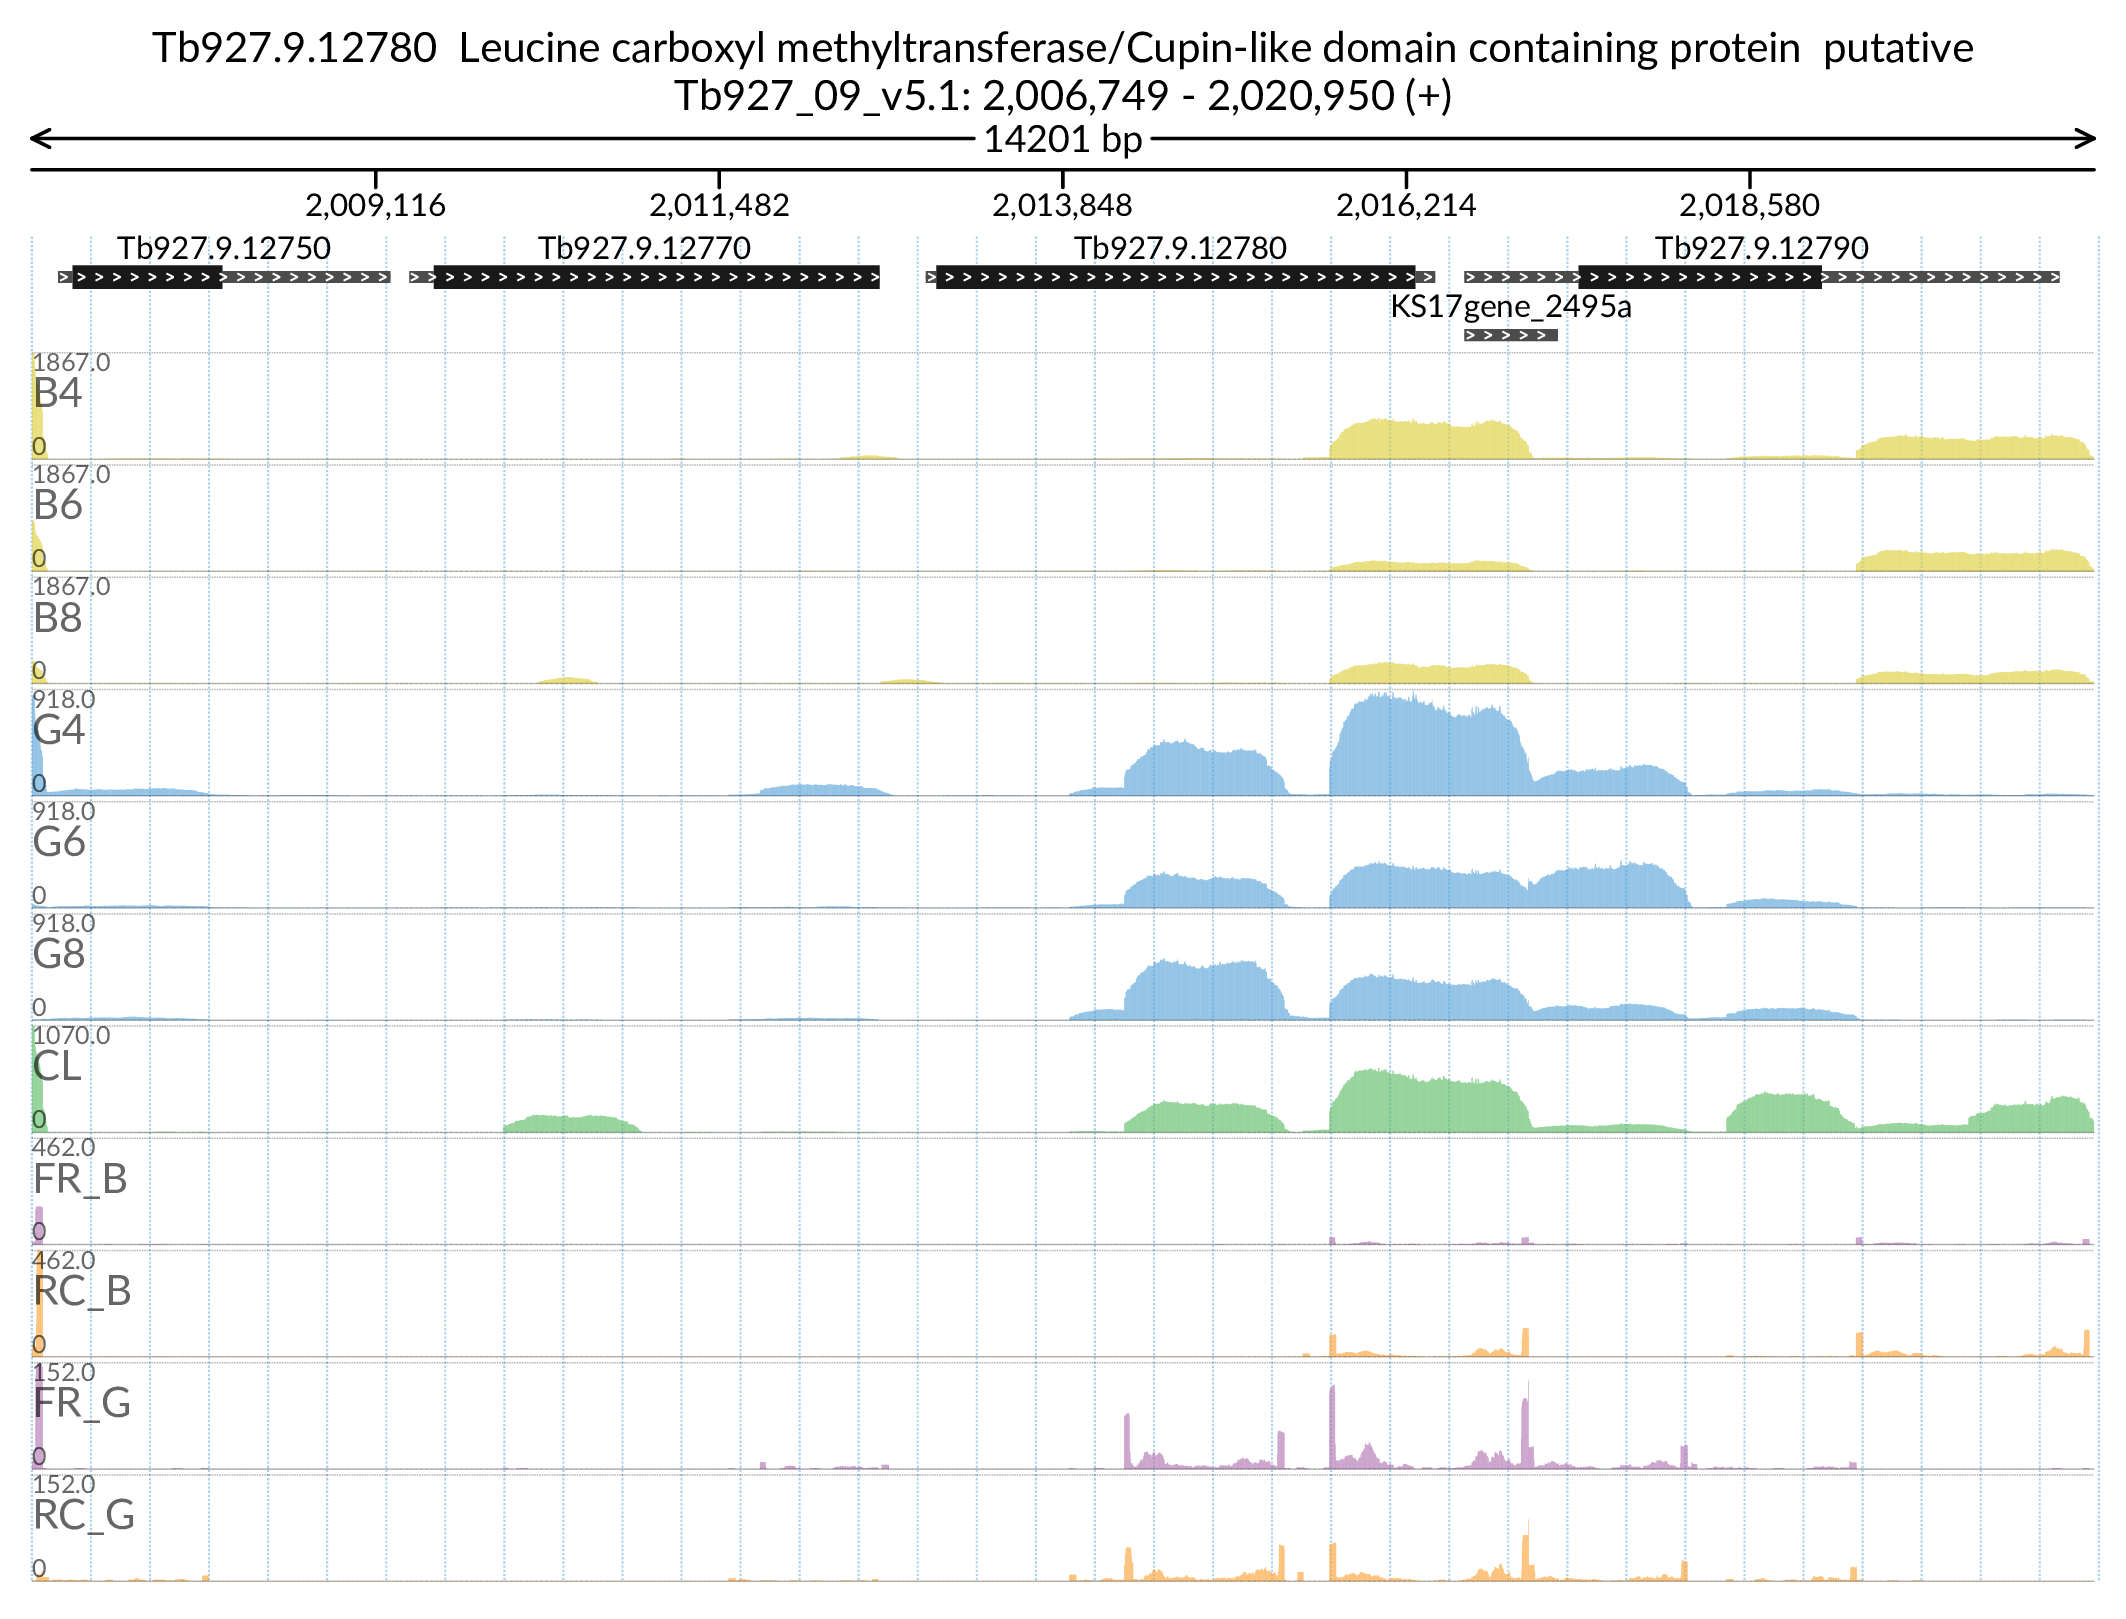 Tb927.9.12780  Leucine carboxyl methyltransferase/Cupin-like domain containing protein  putative
Tb927_09_v5.1: 2,006,749 - 2,020,950 (+)
14201 bp
2,009,116 2,011,482 2,013,848 2,016,214 2,018,580
Tb927.9.12750 Tb927.9.12770 Tb927.9.12780 Tb927.9.12790
KS17gene_2495a
1867.0
B4
0
1867.0
B6
0
1867.0
B8
0
918.0
G4
0
918.0
G6
0
918.0
G8
0
1070.0
CL
0
462.0
FR_B
0
462.0
RC_B
0
152.0
FR_G
0
152.0
RC_G
0